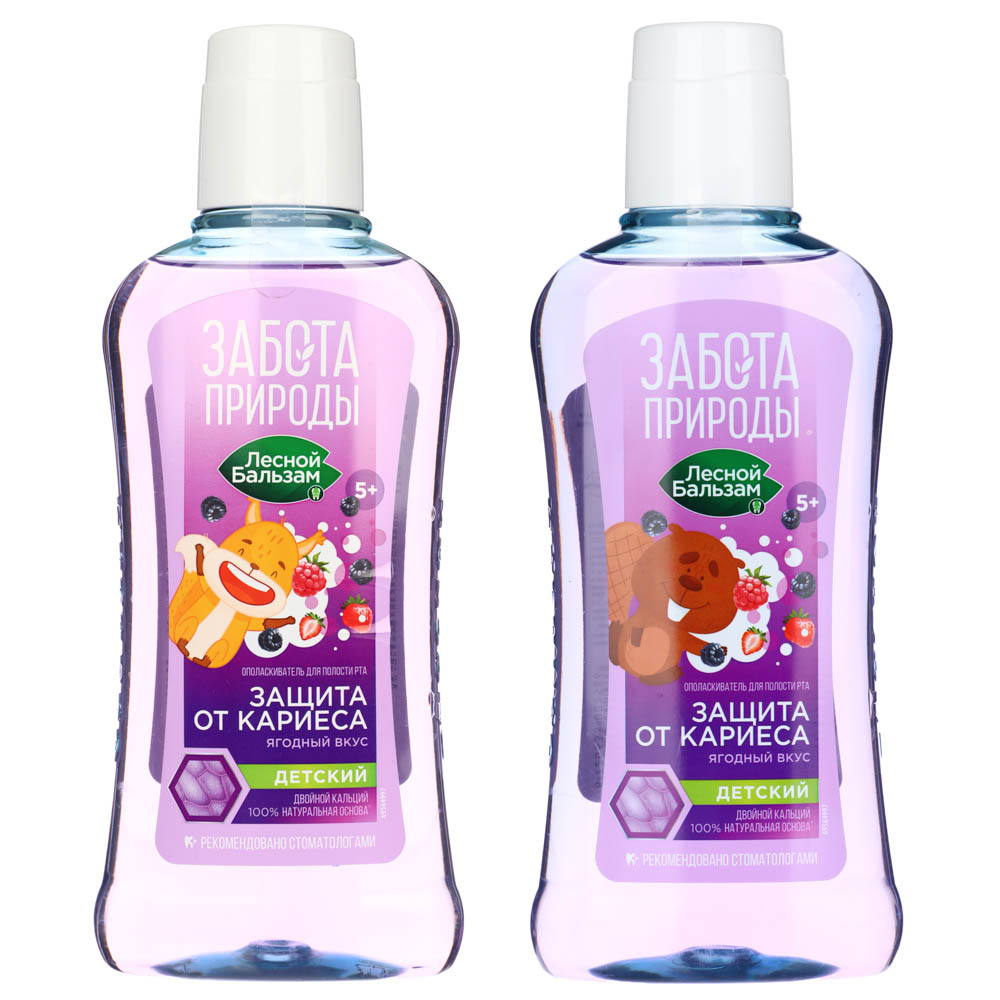 ЗАБОТА
ПРИРОДЫ
Лесной
Бальзам
5+
ОПОЛАСКИВАТЕЛЬ ДЛЯ ПОЛОСТИ РТА
ЗАЩИТА
ОТ КАРИЕСА
ЯГОДНЫЙ ВКУС
ДЕТСКИЙ
ДВОЙНОЙ КАЛЬЦИЙ
100% НАТУРАЛЬНАЯ ОСНОВА*
РЕКОМЕНДОВАНО СТОМАТОЛОГАМИ
ЗАБОТА
ПРИРОДЫ
Лесной
Бальзам
5+
ОПОЛАСКИВАТЕЛЬ ДЛЯ ПОЛОСТИ РТА
ЗАЩИТА
ОТ КАРИЕСА
ЯГОДНЫЙ ВКУС
ДЕТСКИЙ
ДВОЙНОЙ КАЛЬЦИЙ
100% НАТУРАЛЬНАЯ ОСНОВА*
РЕКОМЕНДОВАНО СТОМАТОЛОГАМИ